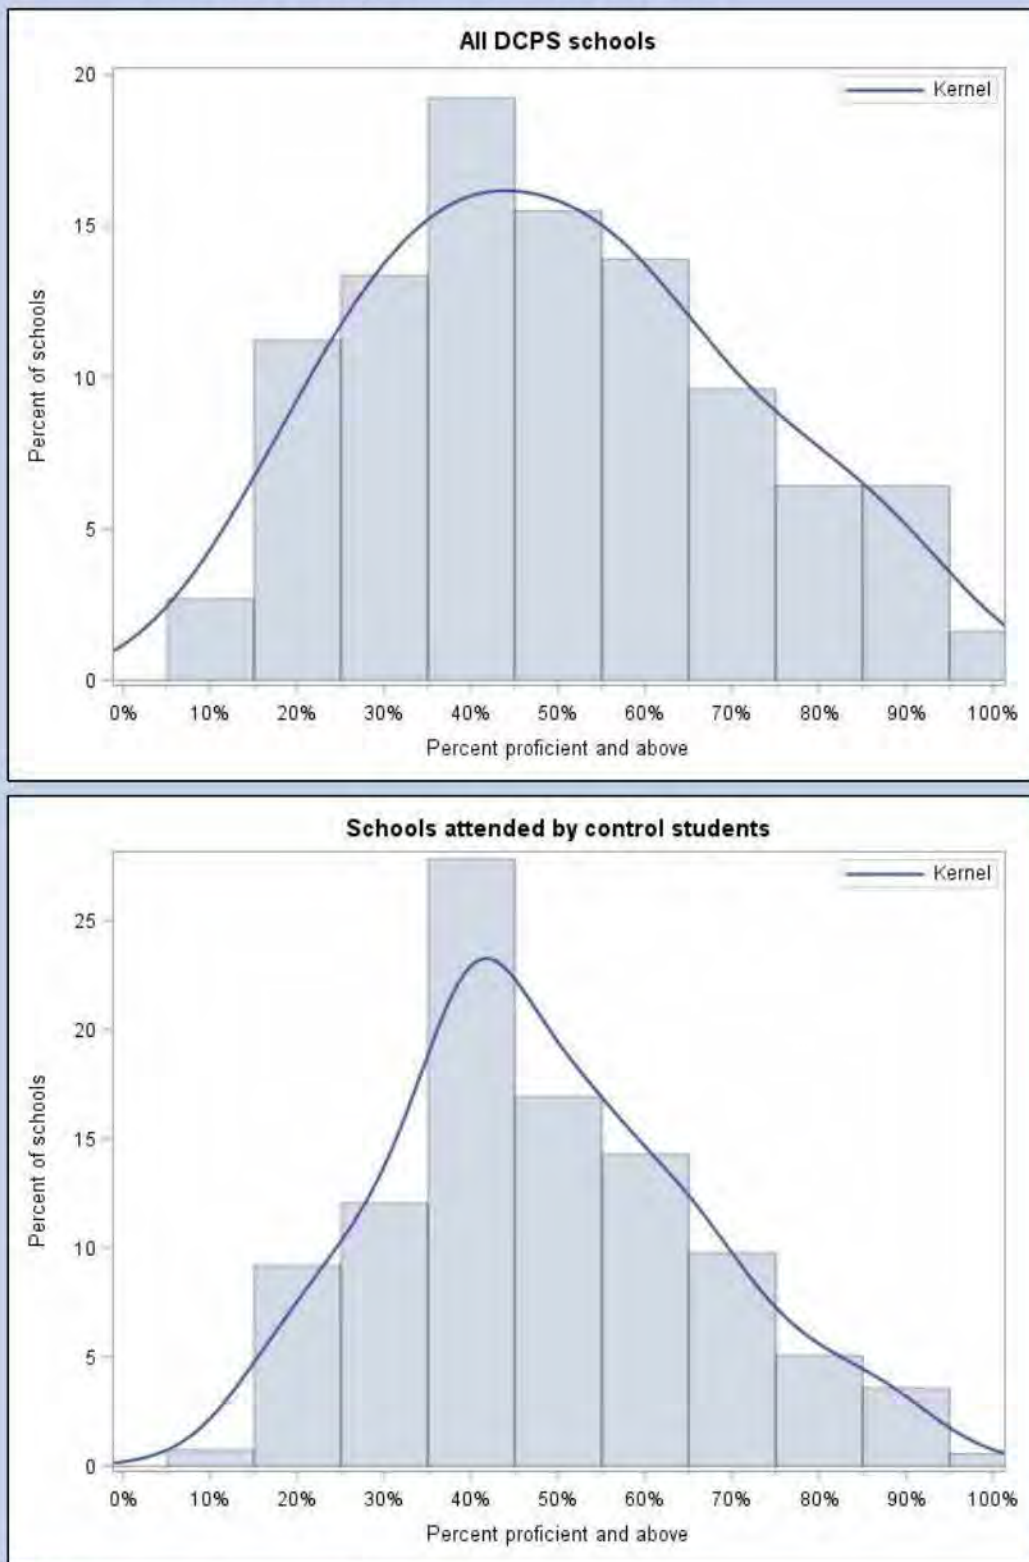 All DCPS schools
Kernel
20
15
10
5
0
Percent of schools
0% 10% 20% 30% 40% 50% 60% 70% 80% 90% 100%
Percent proficient and above
Schools attended by control students
Kernel
25
20
15
10
5
0
Percent of schools
0% 10% 20% 30% 40% 50% 60% 70% 80% 90% 100%
Percent proficient and above